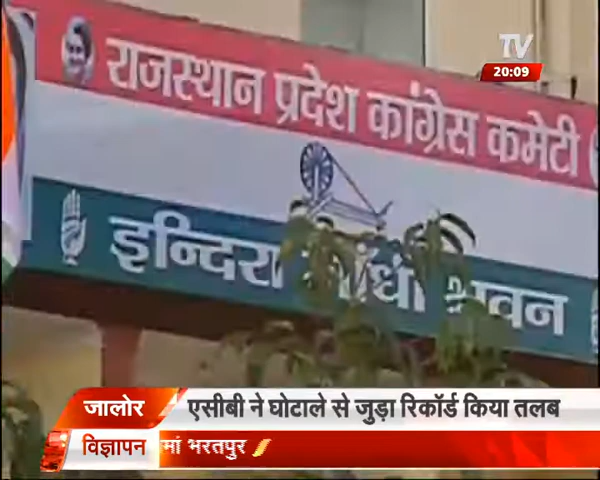 TV
20:09
राजस्थान प्रदेश कांग्रेस कमेटी
इन्दिरा गांधी भवन
जालोर
एसीबी ने घोटाले से जुड़ा रिकॉर्ड किया तलब
विज्ञापन
मां भरतपुर